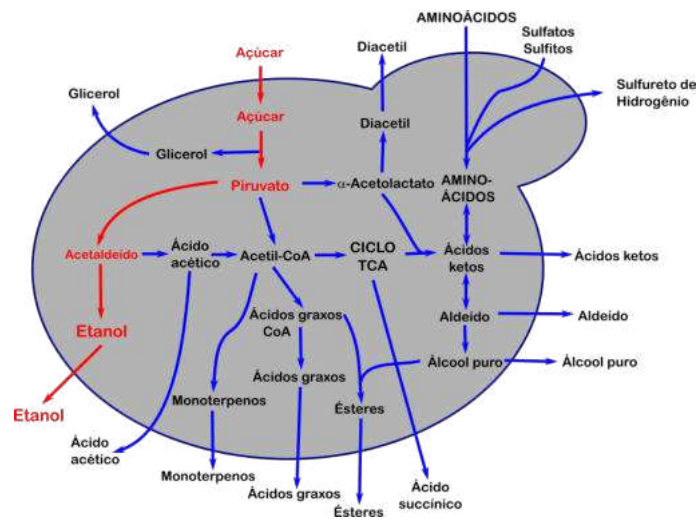 AMINOÁCIDOS
Sulfatos
Sulfitos
Diacetil
Açúcar
Sulfureto de
Hidrogênio
Glicerol
Açúcar
Diacetil
Glicerol
Piruvato
α-Acetolactato
AMINO-
ÁCIDOS
Acetaldeído
Ácido
acético
Acetil-CoA
CICLO
TCA
Ácidos
ketos
Ácidos ketos
Ácidos graxos
CoA
Aldeído
Aldeído
Etanol
Álcool puro
Álcool puro
Ácidos graxos
Monoterpenos
Ésteres
Etanol
Ácido
acético
Monoterpenos
Ácidos graxos
Ésteres
Ácido
succínico